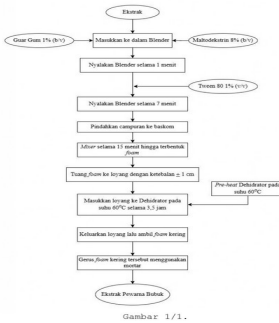 Ekstrak
Guar Gum 1% (b/v)
Masukkan ke dalam Blender
Maltodekstrin 8% (b/v)
Nyalakan Blender selama 1 menit
Tween 80 1% (v/v)
Nyalakan Blender selama 7 menit
Pindahkan campuran ke baskom
Mixer selama 15 menit hingga terbentuk
foam
Tuang foam ke loyang dengan ketebalan ± 1 cm
Pre-heat Dehidrator pada
suhu 60°C
Masukkan loyang ke Dehidrator pada
suhu 60°C selama 3,5 jam
Keluarkan loyang lalu ambil foam kering
Gerus foam kering tersebut menggunakan
mortar
Ekstrak Pewarna Bubuk
Gambar 1/1.